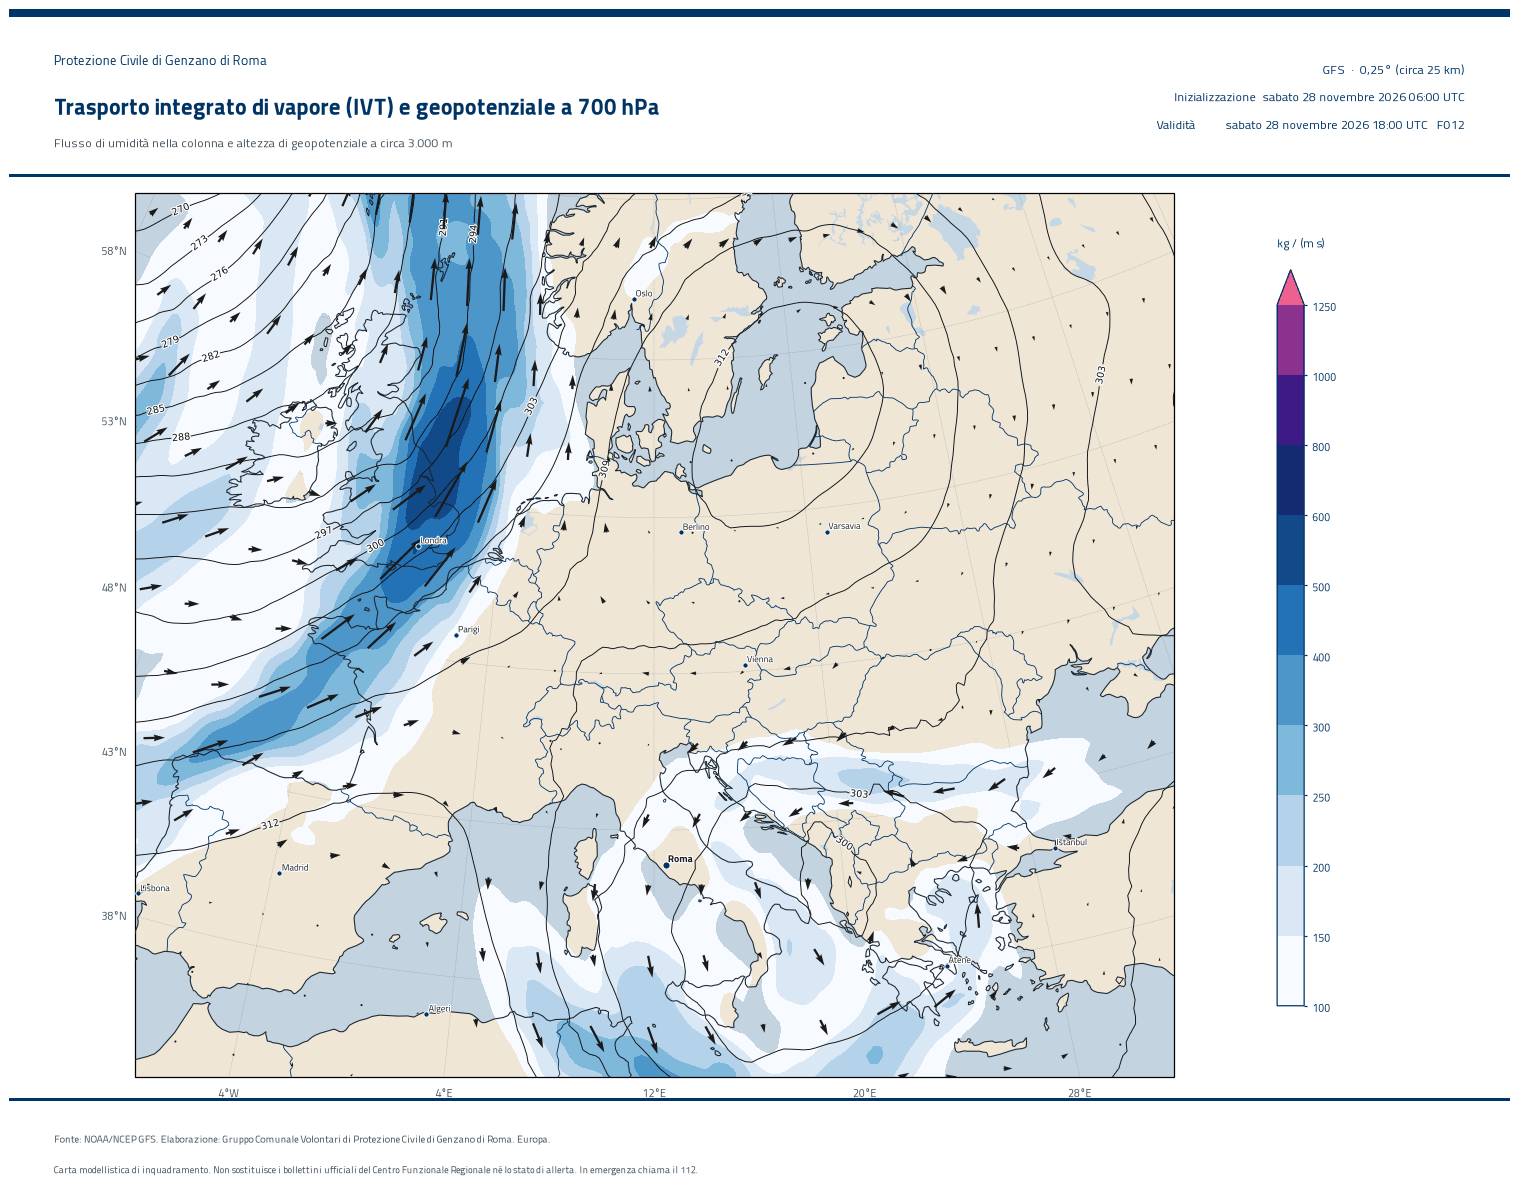 Protezione Civile di Genzano di Roma
Trasporto integrato di vapore (IVT) e geopotenziale a 700 hPa
Flusso di umidità nella colonna e altezza di geopotenziale a circa 3.000 m
GFS · 0,25° (circa 25 km)
Inizializzazione sabato 28 novembre 2026 06:00 UTC
Validità sabato 28 novembre 2026 18:00 UTC F012
270
292
294
273
276
279
282
285
288
297
300
303
309
312
303
303
300
312
58°N
53°N
48°N
43°N
38°N
Oslo
Berlino
Varsavia
Londra
Parigi
Vienna
Roma
Madrid
Lisbona
Istanbul
Atene
Algeri
4°W
4°E
12°E
20°E
28°E
kg / (m s)
1250
1000
800
600
500
400
300
250
200
150
100
Fonte: NOAA/NCEP GFS. Elaborazione: Gruppo Comunale Volontari di Protezione Civile di Genzano di Roma. Europa.
Carta modellistica di inquadramento. Non sostituisce i bollettini ufficiali del Centro Funzionale Regionale né lo stato di allerta. In emergenza chiama il 112.